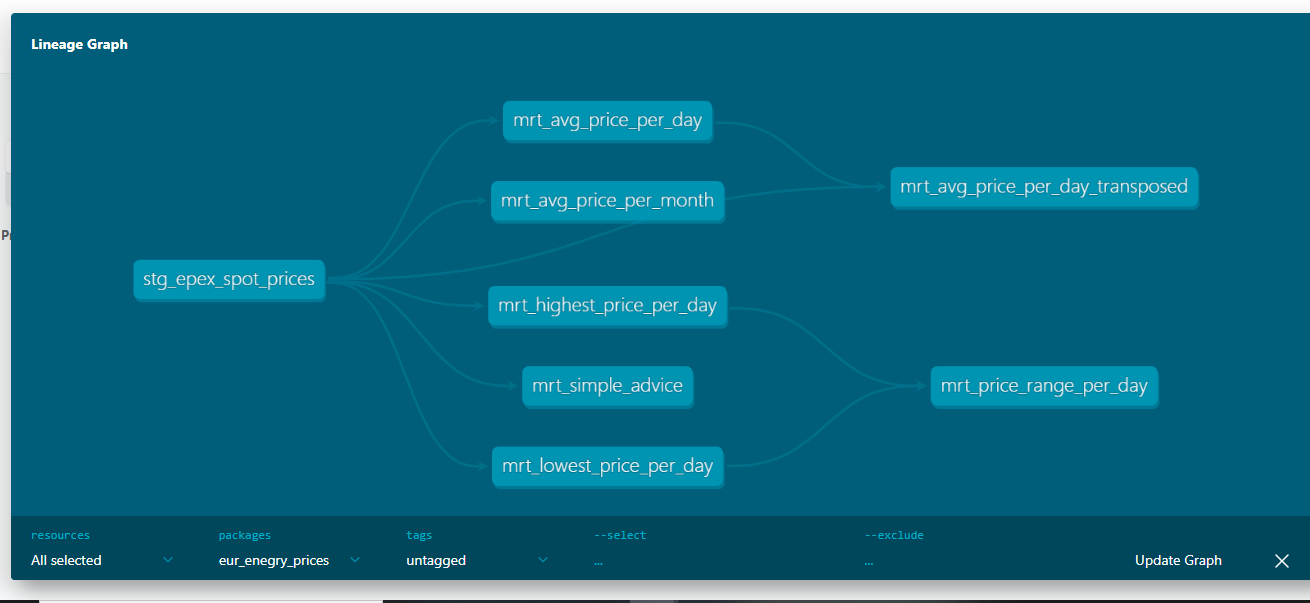 Lineage Graph
mrt_avg_price_per_day
mrt_avg_price_per_day_transposed
mrt_avg_price_per_month
stg_epex_spot_prices
mrt_highest_price_per_day
mrt_simple_advice
mrt_price_range_per_day
mrt_lowest_price_per_day
resources packages tags --select --exclude
All selected eur_enegry_prices untagged ... ... Update Graph